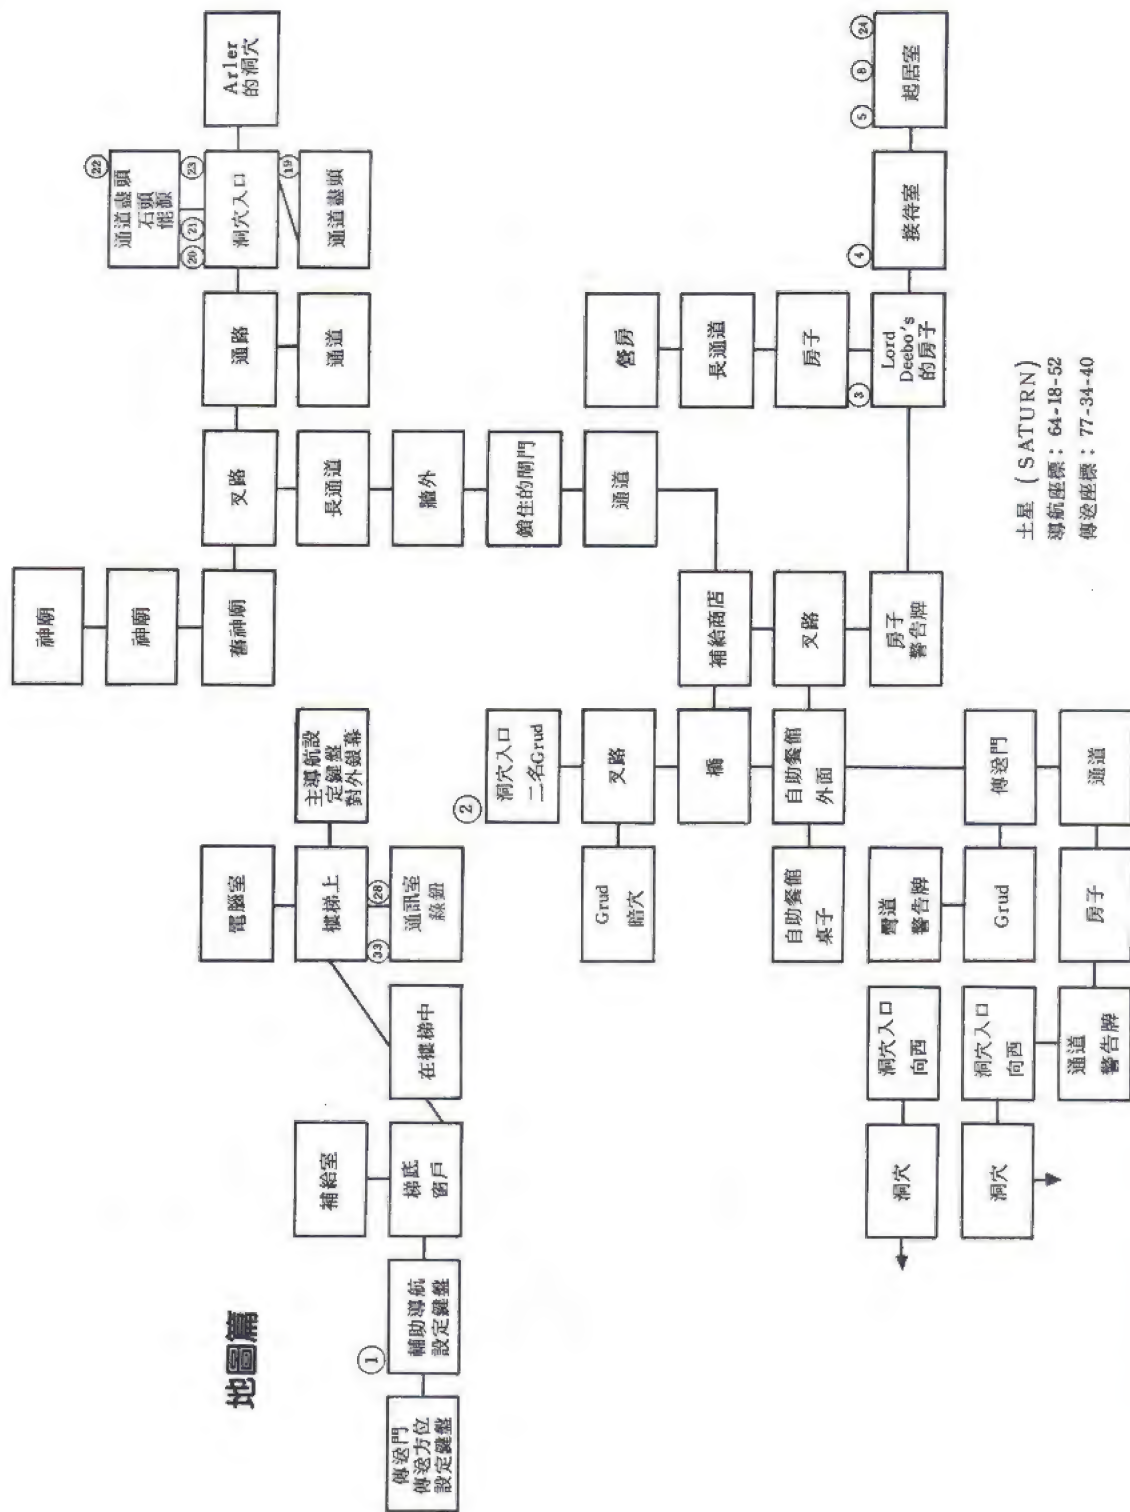 地圖篇
傳送門
傳送方位
設定鍵盤
①
輔助導航
設定鍵盤
梯底
窗戶
補給室
在樓梯中
樓梯上
電腦室
㉝
㉘
通訊室
綠鈕
主導航設
定鍵盤
對外銀幕
神廟
神廟
舊神廟
叉路
通路
通道
長通道
牆外
鎖住的閘門
通道
⑳
㉑
㉓
㉒
通道盡頭
石頭
能源
洞穴入口
⑲
通道盡頭
Arler
的洞穴
②
洞穴入口
二名Grud
叉路
Grud
暗穴
橋
補給商店
叉路
房子
警告牌
自助餐館
外面
自助餐館
桌子
傳送門
Grud
彎道
警告牌
通道
房子
通道
警告牌
洞穴入口
向西
洞穴
洞穴入口
向西
洞穴
營房
長通道
房子
③
Lord
Deebo's
的房子
④
接待室
⑤
⑧
㉔
起居室
土星 (SATURN)
導航座標：64-18-52
傳送座標：77-34-40